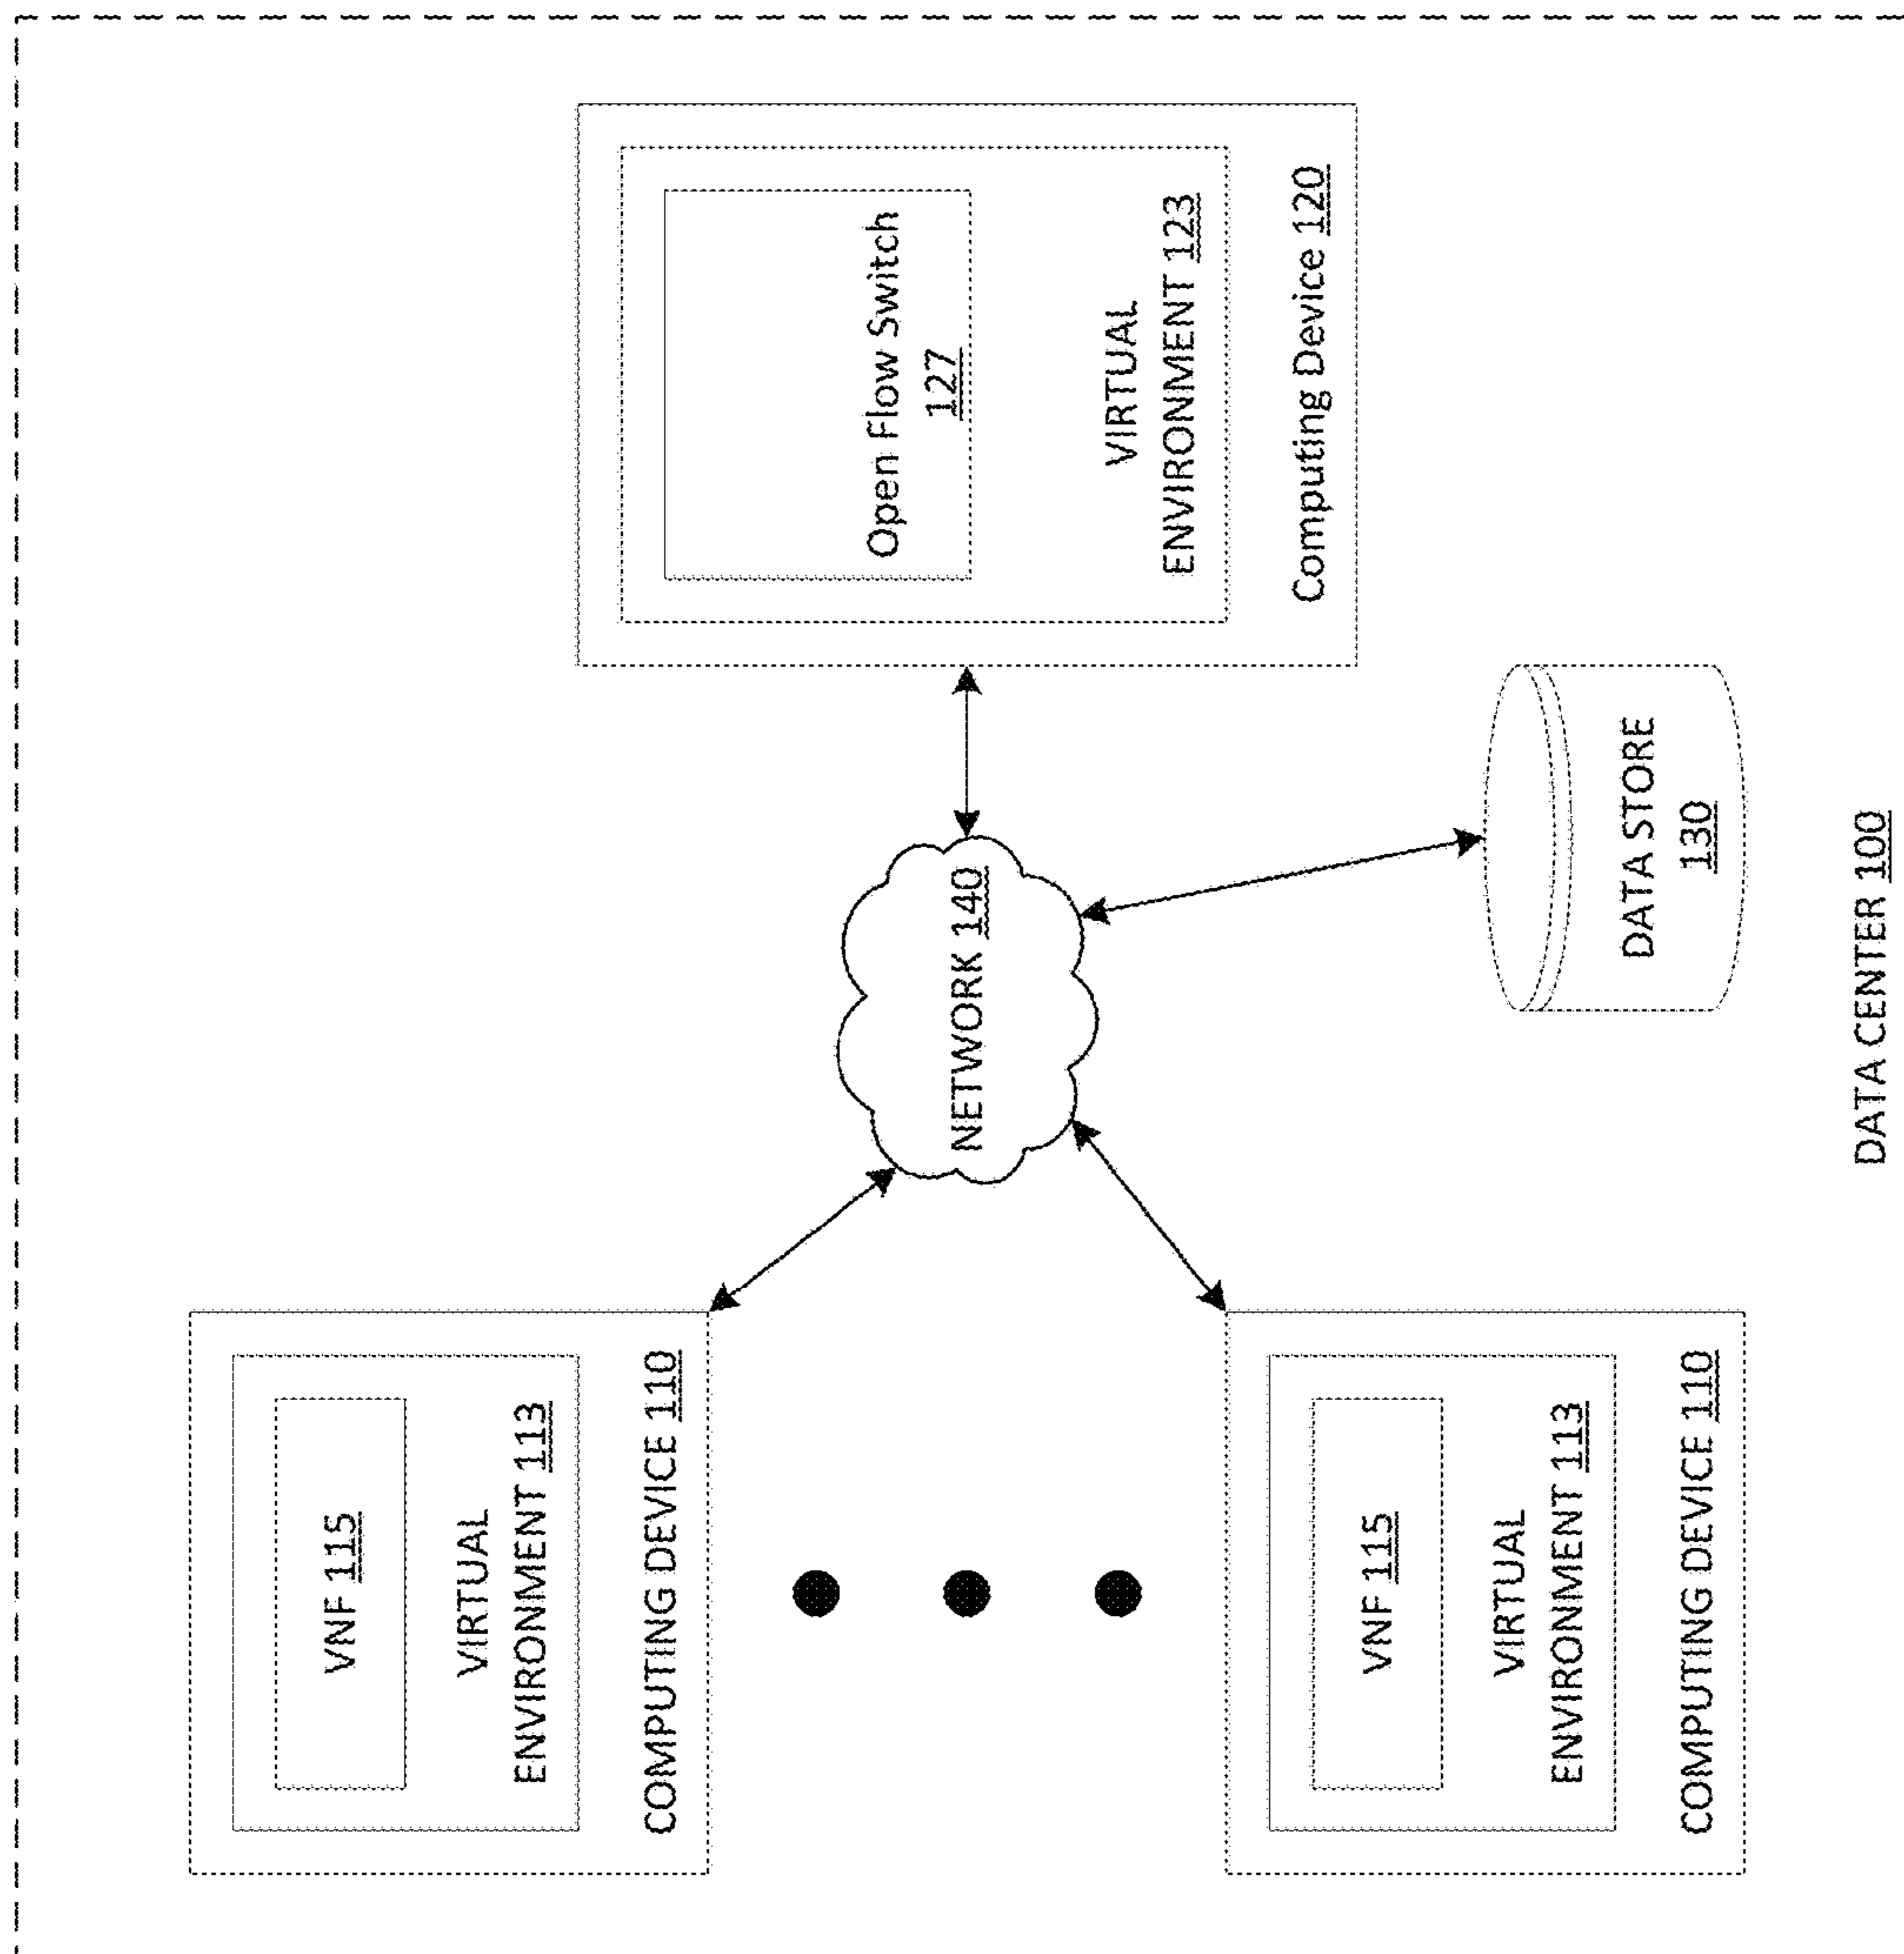 VNF 115
VIRTUAL
ENVIRONMENT 113
COMPUTING DEVICE 110
VNF 115
VIRTUAL
ENVIRONMENT 113
COMPUTING DEVICE 110
NETWORK 140
DATA STORE
130
Open Flow Switch
127
VIRTUAL
ENVIRONMENT 123
Computing Device 120
DATA CENTER 100